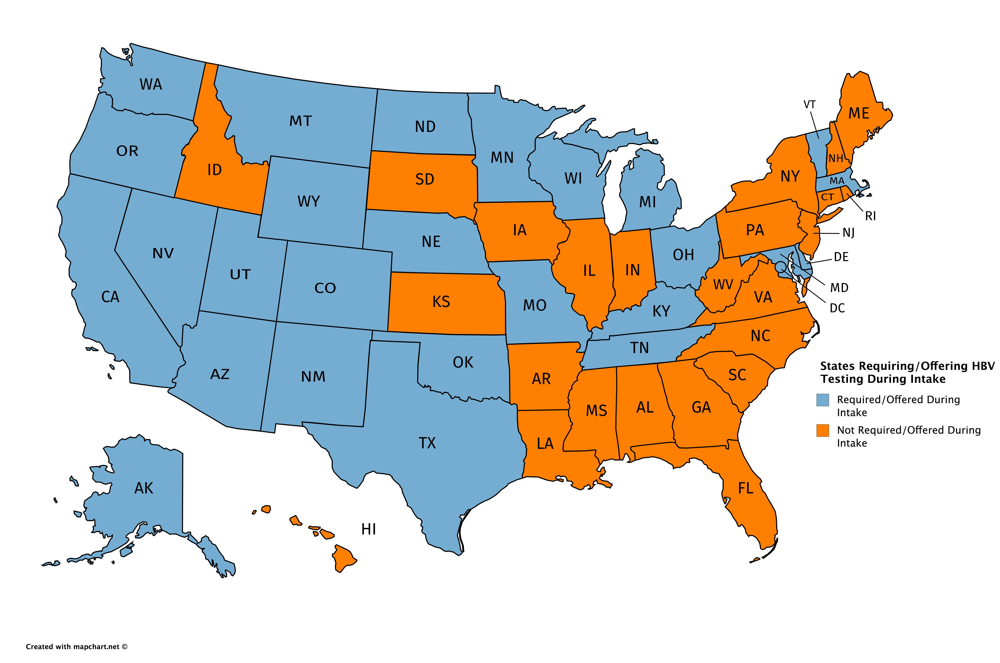 WA
MT
ND
MN
VT
ME
OR
ID
SD
WI
NH
NY
MA
WY
MI
CT
RI
IA
PA
NJ
NE
NV
OH
DE
UT
IL
IN
CO
WV
MD
CA
KS
MO
KY
VA
DC
NC
TN
OK
AZ
NM
AR
SC
MS
AL
GA
TX
LA
States Requiring/Offering HBV
Testing During Intake
Required/Offered During
Intake
Not Required/Offered During
Intake
AK
FL
HI
Created with mapchart.net ©